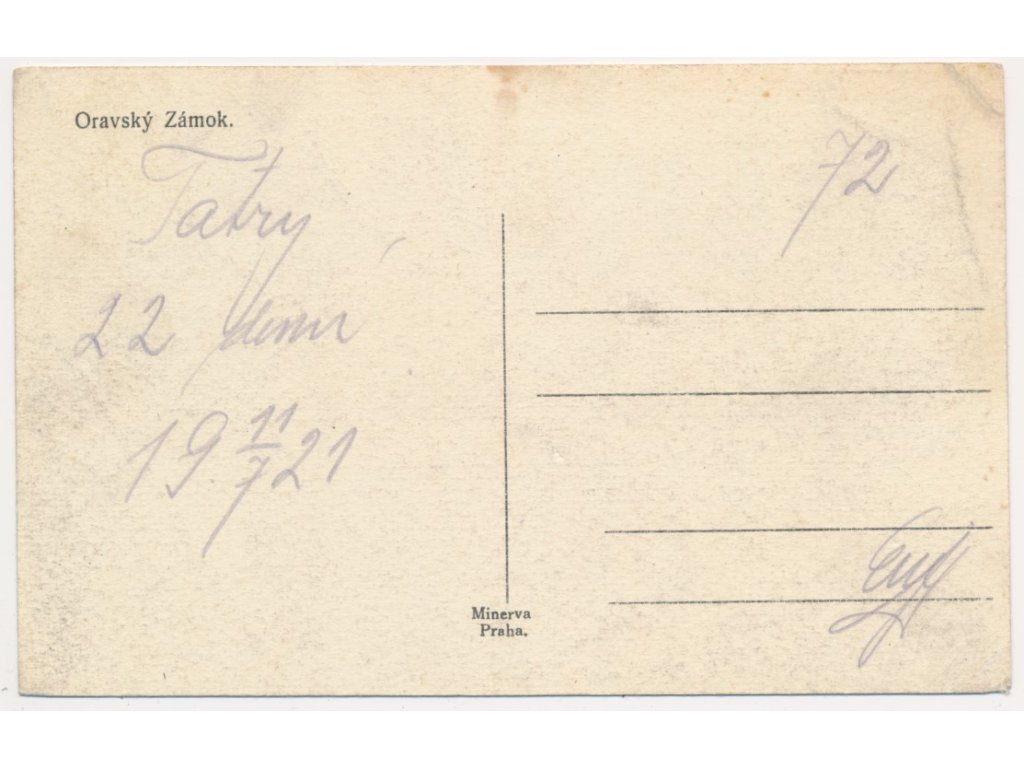 Oravský Zámok.
Tatry
72
22
19 11/7 21
Minerva
Praha.